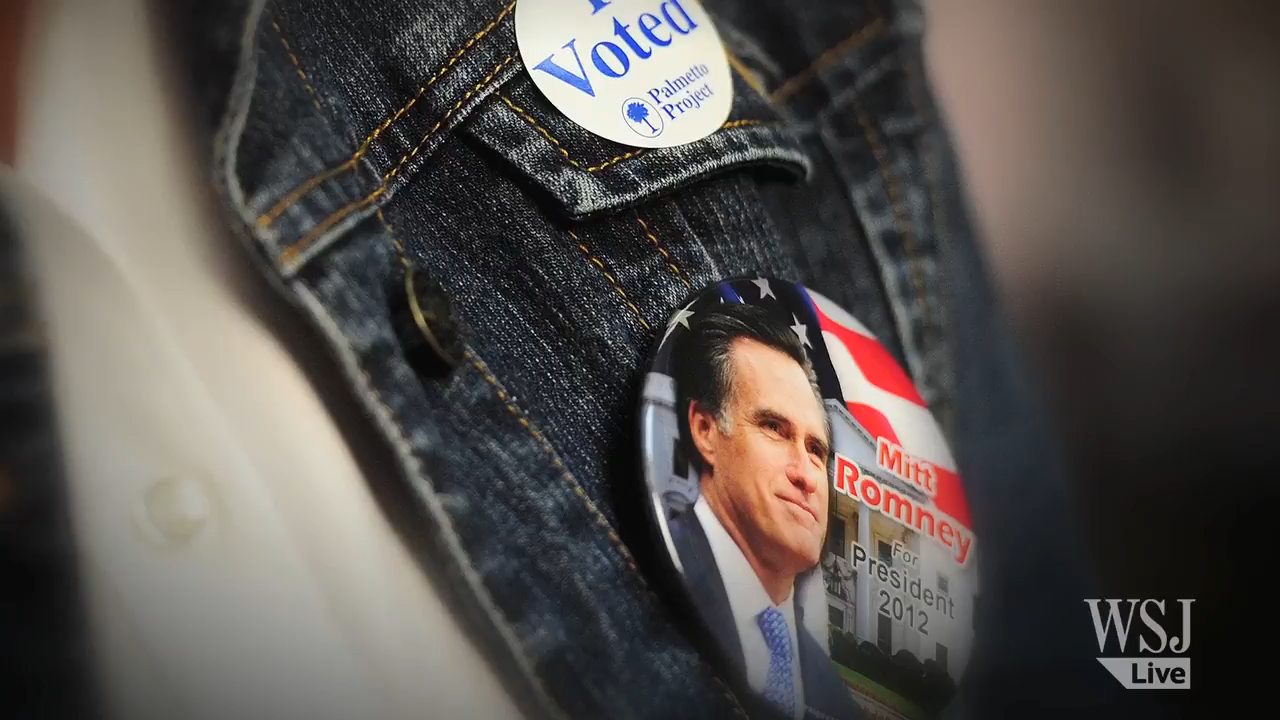 Voted
Palmetto
Project
Mitt
Romney
For
President
2012
WSJ
Live